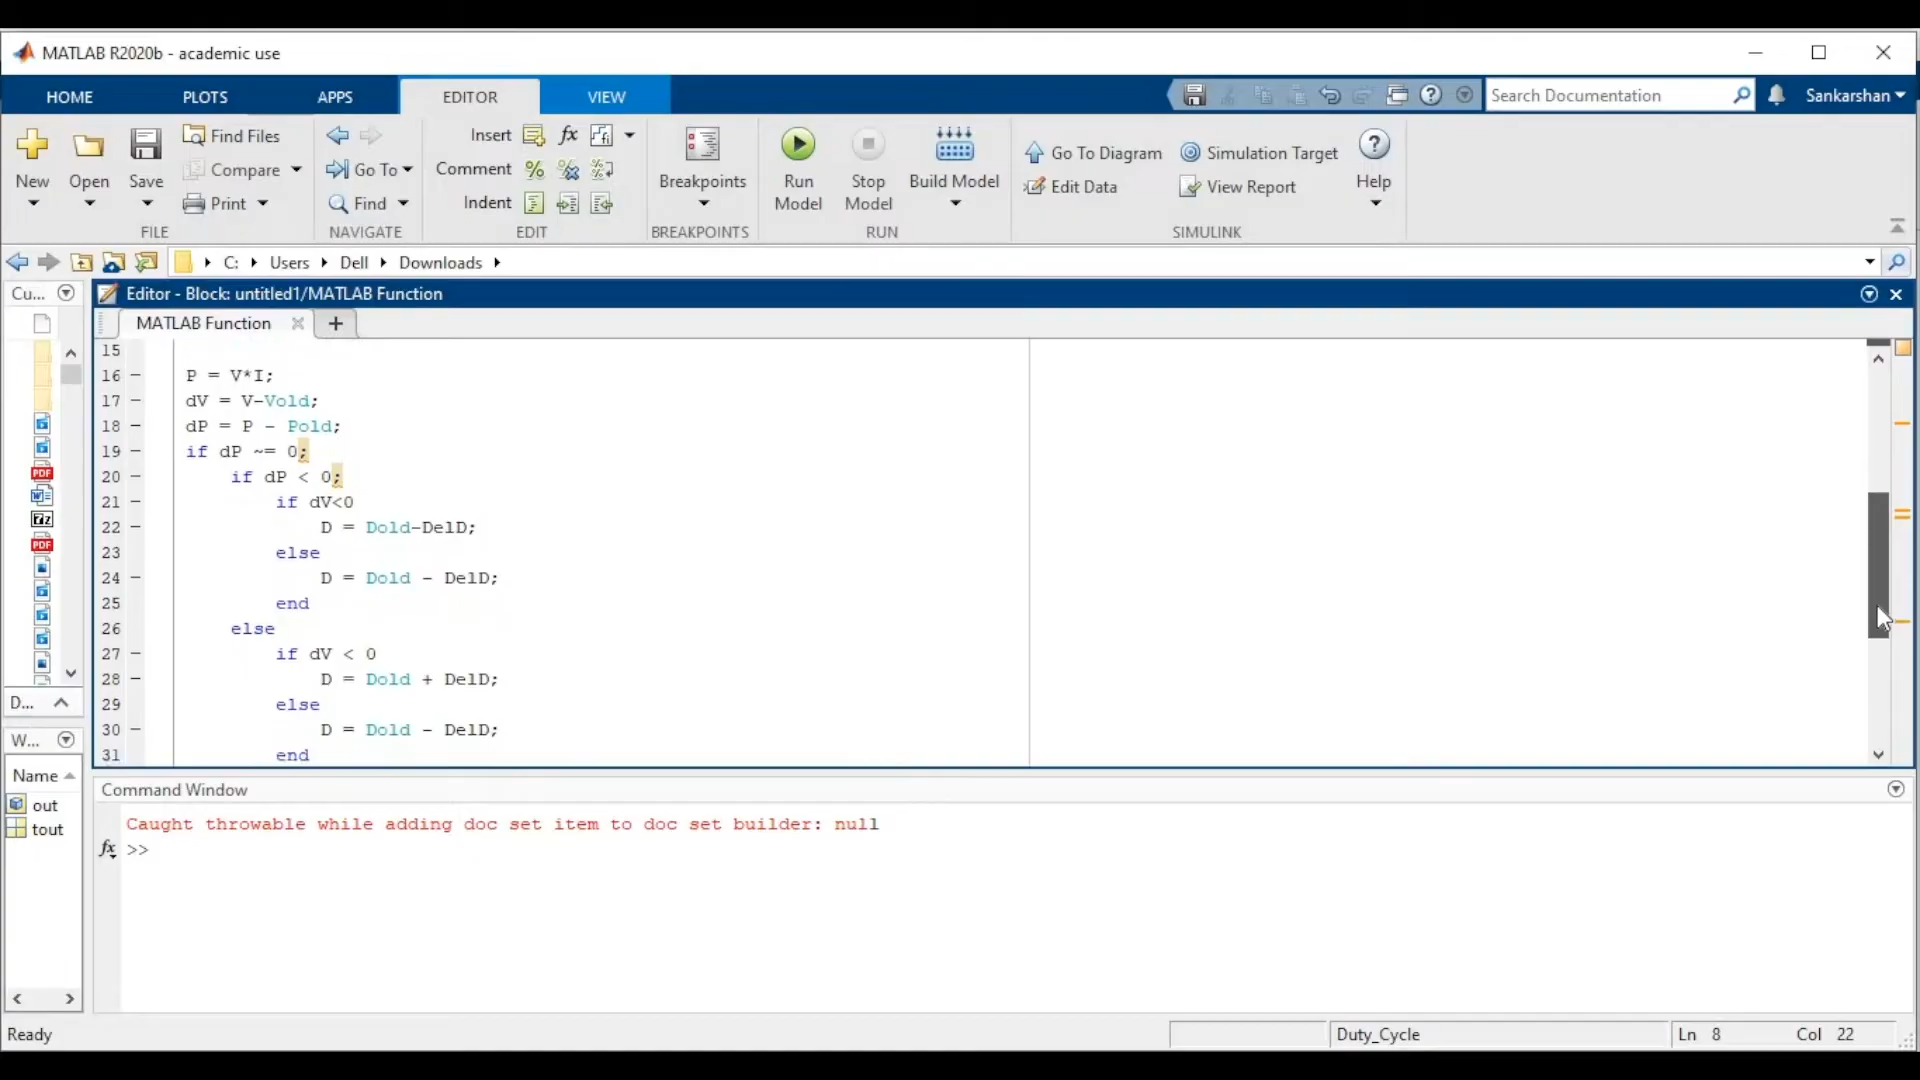 MATLAB R2020b - academic use
HOME PLOTS APPS EDITOR VIEW Search Documentation Sankarshan
New Open Save Find Files Compare Print
Go To Find
Insert fx
Comment
Indent
Breakpoints
Run Model Stop Model Build Model
Go To Diagram Simulation Target Help
Edit Data View Report
FILE NAVIGATE EDIT BREAKPOINTS RUN SIMULINK
C: Users Dell Downloads
Cu... Editor - Block: untitled1/MATLAB Function
MATLAB Function +
15
16 - P = V*I;
17 - dV = V-Vold;
18 - dP = P - Pold;
19 - if dP ~= 0;
20 - if dP < 0;
21 - if dV<0
22 - D = Dold-DelD;
23 else
24 - D = Dold - DelD;
25 end
26 else
27 - if dV < 0
28 - D = Dold + DelD;
29 else
30 - D = Dold - DelD;
31 end
D...
W...
Name
out
tout
Command Window
Caught throwable while adding doc set item to doc set builder: null
fx >>
Ready Duty_Cycle Ln 8 Col 22